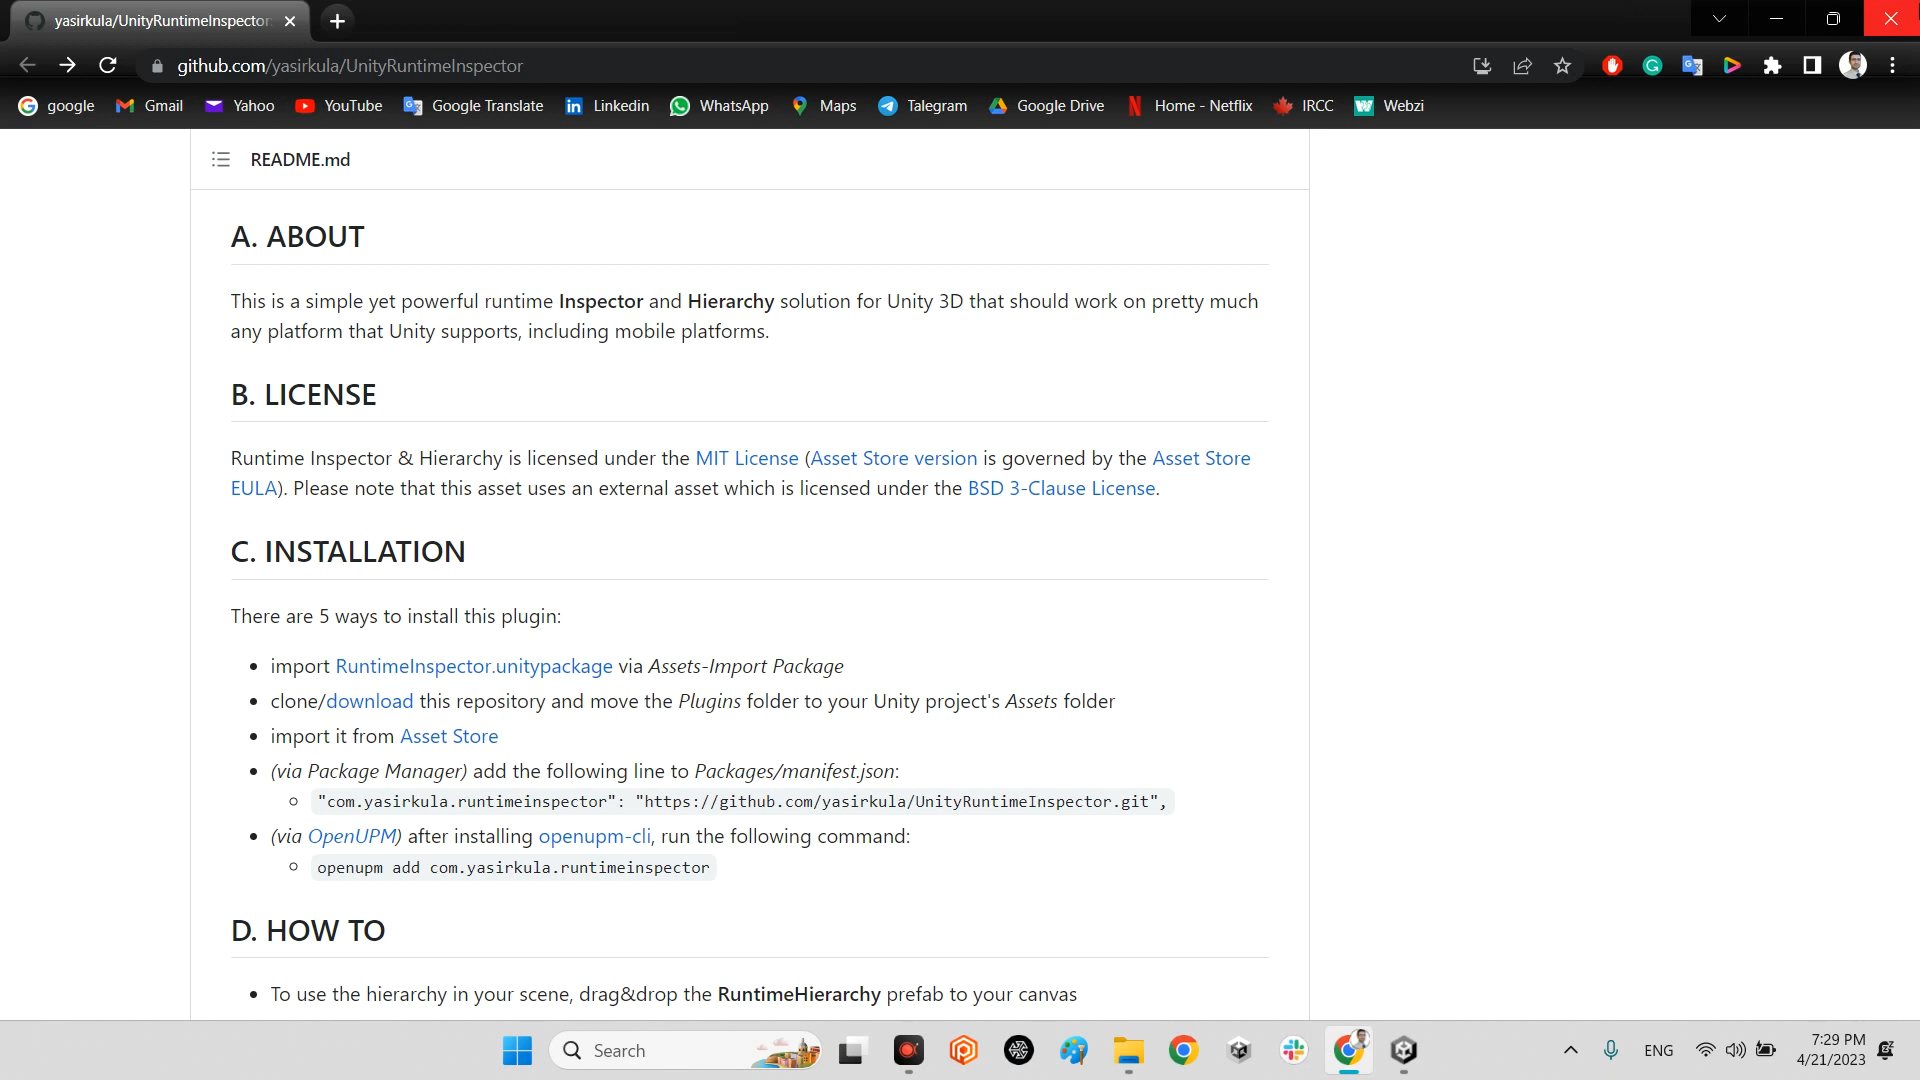 yasirkula/UnityRuntimeInspector
github.com/yasirkula/UnityRuntimeInspector
google Gmail Yahoo YouTube Google Translate Linkedin WhatsApp Maps Talegram Google Drive Home - Netflix IRCC Webzi
README.md
A. ABOUT
This is a simple yet powerful runtime Inspector and Hierarchy solution for Unity 3D that should work on pretty much
any platform that Unity supports, including mobile platforms.
B. LICENSE
Runtime Inspector & Hierarchy is licensed under the MIT License (Asset Store version is governed by the Asset Store
EULA). Please note that this asset uses an external asset which is licensed under the BSD 3-Clause License.
C. INSTALLATION
There are 5 ways to install this plugin:
• import RuntimeInspector.unitypackage via Assets-Import Package
• clone/download this repository and move the Plugins folder to your Unity project's Assets folder
• import it from Asset Store
• (via Package Manager) add the following line to Packages/manifest.json:
○ "com.yasirkula.runtimeinspector": "https://github.com/yasirkula/UnityRuntimeInspector.git",
• (via OpenUPM) after installing openupm-cli, run the following command:
○ openupm add com.yasirkula.runtimeinspector
D. HOW TO
• To use the hierarchy in your scene, drag&drop the RuntimeHierarchy prefab to your canvas
Search
ENG
7:29 PM
4/21/2023